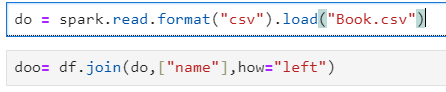 do = spark.read.format("csv").load("Book.csv")
doo= df.join(do,["name"],how="left")